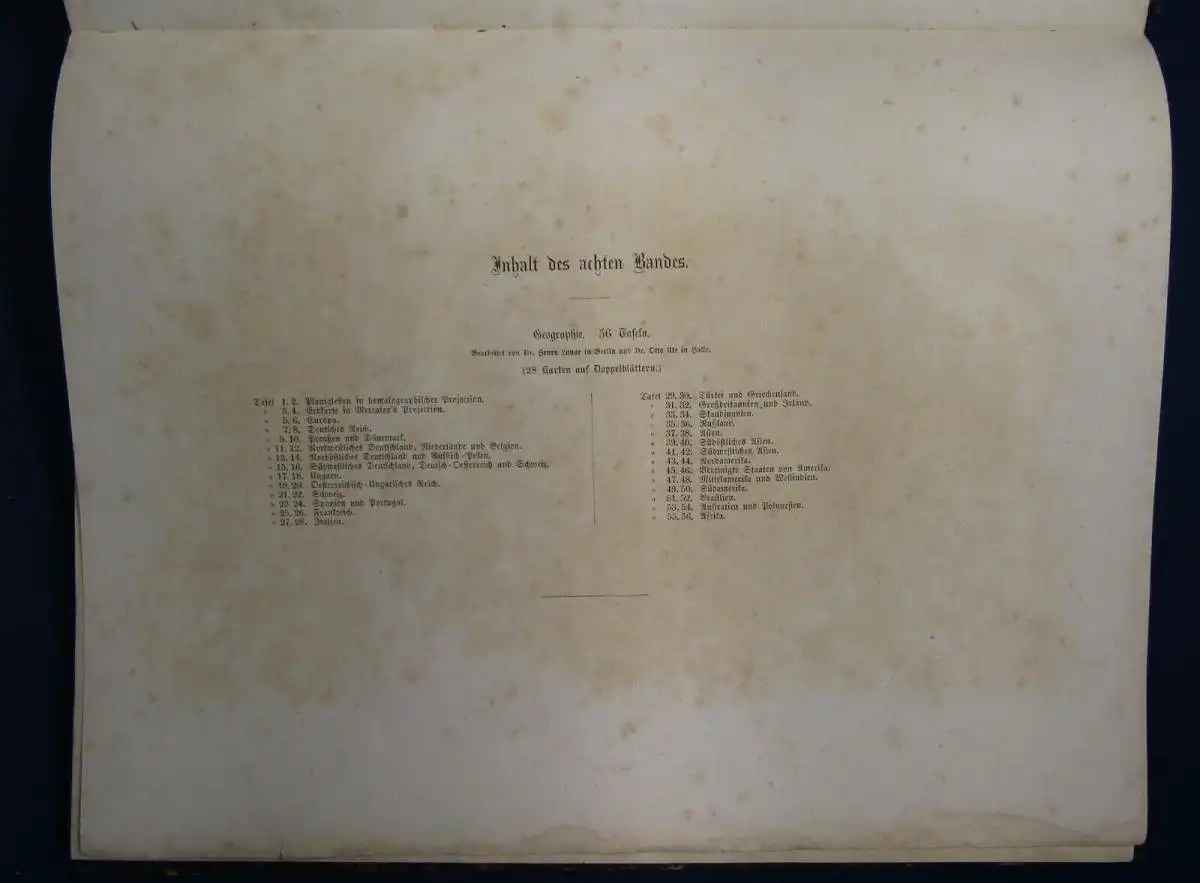 Inhalt des achten Bandes.
Geographie. 56 Tafeln.
Bearbeitet von Dr. Henry Lange in Berlin und Dr. Otto Ule in Halle.
(28 Karten auf Doppelblättern.)
Tafel 1. 2. Planigloben in homalographischer Projection.
" 3. 4. Erdkarte in Mercator's Projection.
" 5. 6. Europa.
" 7. 8. Deutsches Reich.
" 9. 10. Preußen und Dänemark.
" 11. 12. Nordwestliches Deutschland, Niederlande und Belgien.
" 13. 14. Nordöstliches Deutschland und Russisch-Polen.
" 15. 16. Südwestliches Deutschland, Deutsch-Oesterreich und Schweiz.
" 17. 18. Ungarn.
" 19. 20. Oesterreichisch-Ungarisches Reich.
" 21. 22. Schweiz.
" 23. 24. Spanien und Portugal.
" 25. 26. Frankreich.
" 27. 28. Italien.
Tafel 29. 30. Türkei und Griechenland.
" 31. 32. Großbritannien und Irland.
" 33. 34. Skandinavien.
" 35. 36. Rußland.
" 37. 38. Asien.
" 39. 40. Südöstliches Asien.
" 41. 42. Südwestliches Asien.
" 43. 44. Nordamerika.
" 45. 46. Vereinigte Staaten von Amerika.
" 47. 48. Mittelamerika und Westindien.
" 49. 50. Südamerika.
" 51. 52. Brasilien.
" 53. 54. Australien und Polynesien.
" 55. 56. Afrika.